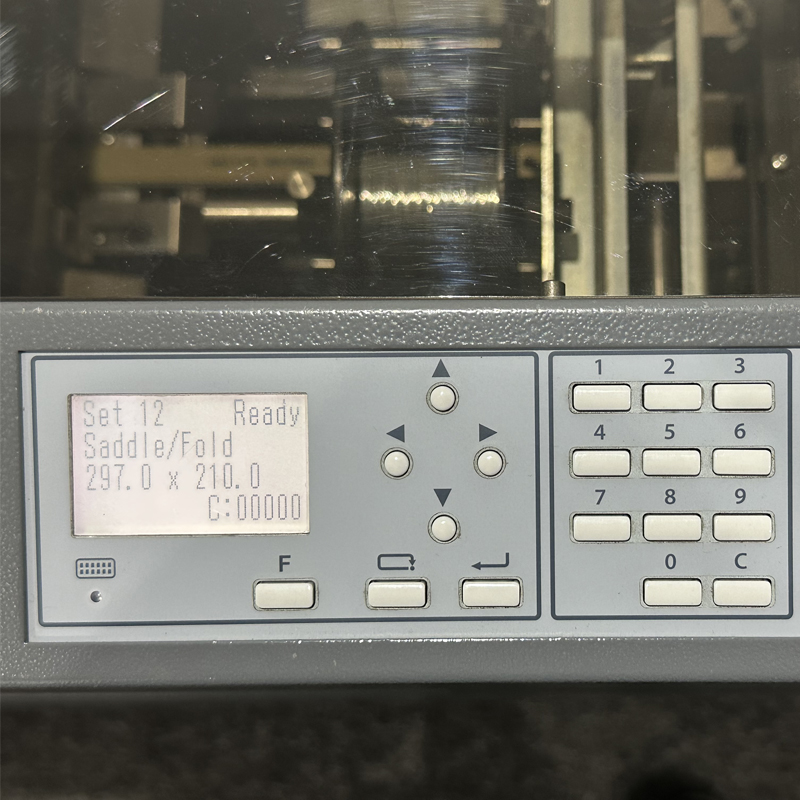 Set 12 Ready
Saddle/Fold
297.0 x 210.0
C:00000
F
1 2 3
4 5 6
7 8 9
0 C